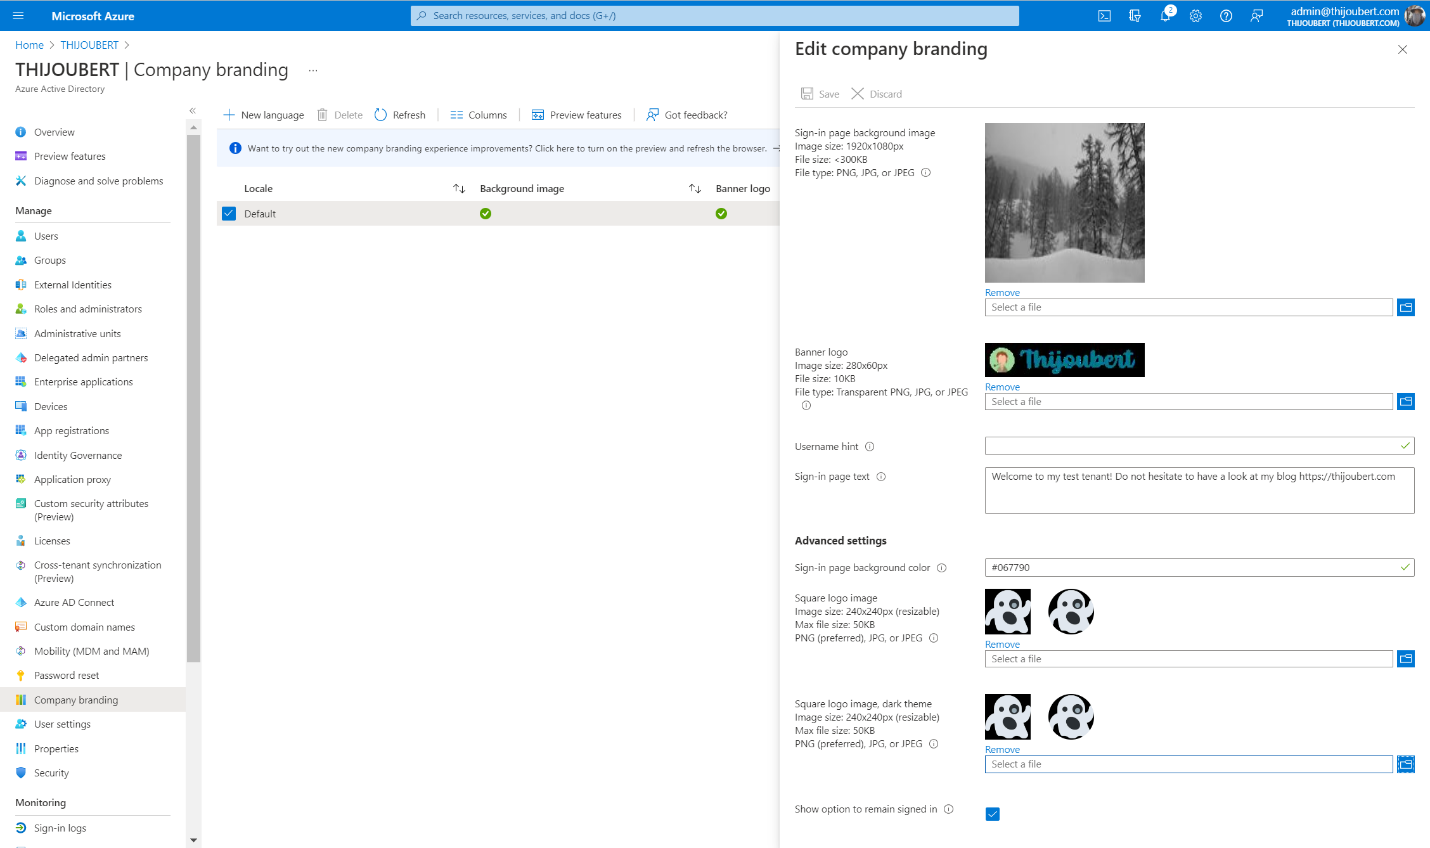 Microsoft Azure
Search resources, services, and docs (G+/)
2
admin@thijoubert.com
THIJOUBERT (THIJOUBERT.COM)
Home > THIJOUBERT >
THIJOUBERT | Company branding ...
Azure Active Directory
«
Overview
Preview features
Diagnose and solve problems
Manage
Users
Groups
External Identities
Roles and administrators
Administrative units
Delegated admin partners
Enterprise applications
Devices
App registrations
Identity Governance
Application proxy
Custom security attributes
(Preview)
Licenses
Cross-tenant synchronization
(Preview)
Azure AD Connect
Custom domain names
Mobility (MDM and MAM)
Password reset
Company branding
User settings
Properties
Security
Monitoring
Sign-in logs
New language Delete Refresh Columns Preview features Got feedback?
Want to try out the new company branding experience improvements? Click here to turn on the preview and refresh the browser.
Locale Background image Banner logo
Default
Edit company branding
Save Discard
Sign-in page background image
Image size: 1920x1080px
File size: <300KB
File type: PNG, JPG, or JPEG
Remove
Select a file
Banner logo
Image size: 280x60px
File size: 10KB
File type: Transparent PNG, JPG, or JPEG
Thijoubert
Remove
Select a file
Username hint
Sign-in page text
Welcome to my test tenant! Do not hesitate to have a look at my blog https://thijoubert.com
Advanced settings
Sign-in page background color
#067790
Square logo image
Image size: 240x240px (resizable)
Max file size: 50KB
PNG (preferred), JPG, or JPEG
Remove
Select a file
Square logo image, dark theme
Image size: 240x240px (resizable)
Max file size: 50KB
PNG (preferred), JPG, or JPEG
Remove
Select a file
Show option to remain signed in